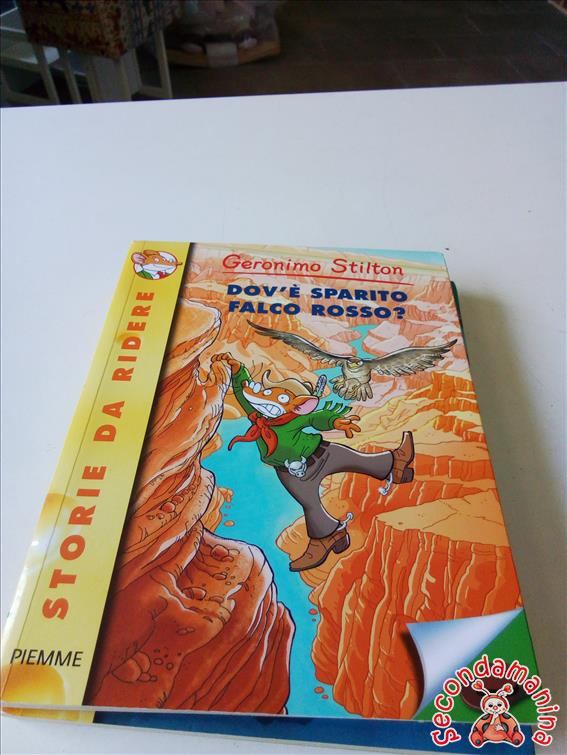 Geronimo Stilton
DOV'È SPARITO
FALCO ROSSO?
STORIE DA RIDERE
PIEMME
Secondamanina